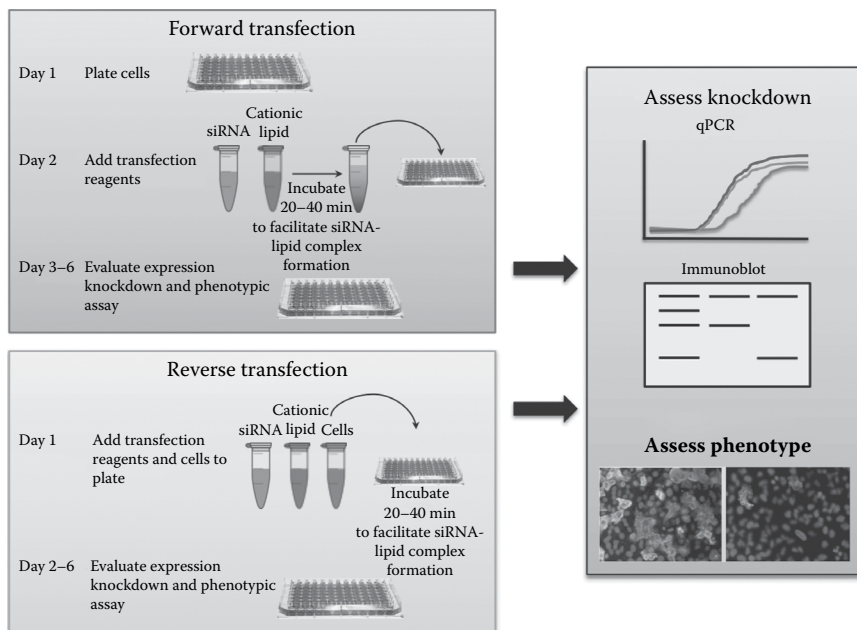 Forward transfection
Day 1
Plate cells
siRNA
Cationic
lipid
Day 2
Add transfection
reagents
Incubate
20–40 min
to facilitate siRNA-
lipid complex
formation
Day 3–6
Evaluate expression
knockdown and phenotypic
assay
Reverse transfection
Day 1
Add transfection
reagents and cells to
plate
siRNA
Cationic
lipid
Cells
Incubate
20–40 min
to facilitate siRNA-
lipid complex
formation
Day 2–6
Evaluate expression
knockdown and phenotypic
assay
Assess knockdown
qPCR
Immunoblot
Assess phenotype